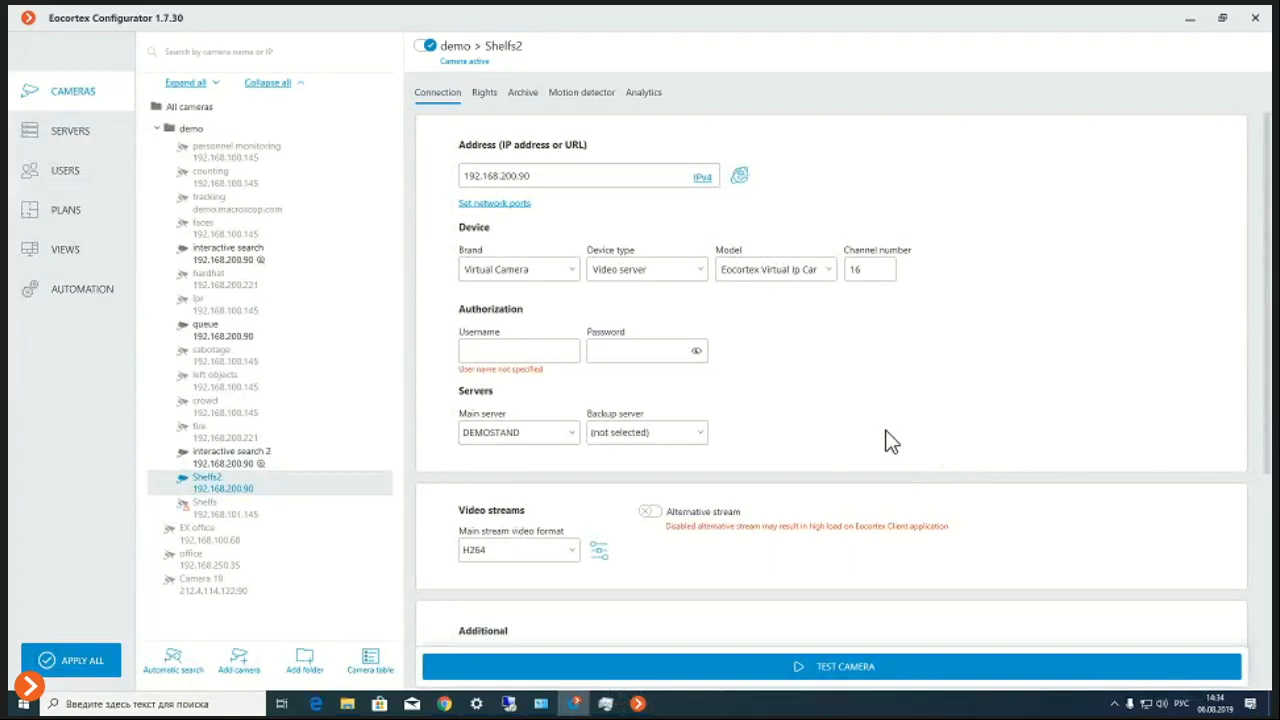 Eocortex Configurator 1.7.30
Search by camera name or IP
Expand all
Collapse all
All cameras
demo
personnel monitoring
192.168.100.145
counting
192.168.100.145
tracking
demo.macroscop.com
faces
192.168.100.145
interactive search
192.168.200.90
hardhat
192.168.200.221
lpr
192.168.100.145
queue
192.168.200.90
sabotage
192.168.100.145
left objects
192.168.100.145
crowd
192.168.100.145
fire
192.168.200.221
interactive search 2
192.168.200.90
Shelfs2
192.168.200.90
Shelfs
192.168.101.145
EX office
192.168.100.68
office
192.168.250.35
Camera 18
212.4.114.122:90
CAMERAS
SERVERS
USERS
PLANS
VIEWS
AUTOMATION
APPLY ALL
Automatic search
Add camera
Add folder
Camera table
demo > Shelfs2
Camera active
Connection Rights Archive Motion detector Analytics
Address (IP address or URL)
192.168.200.90 IPv4
Set network ports
Device
Brand Device type Model Channel number
Virtual Camera Video server Eocortex Virtual Ip Car 16
Authorization
Username Password
User name not specified
Servers
Main server Backup server
DEMOSTAND (not selected)
Video streams
Alternative stream
Disabled alternative stream may result in high load on Eocortex Client application
Main stream video format
H264
Additional
TEST CAMERA
Введите здесь текст для поиска
РУС
14:34
06.08.2019